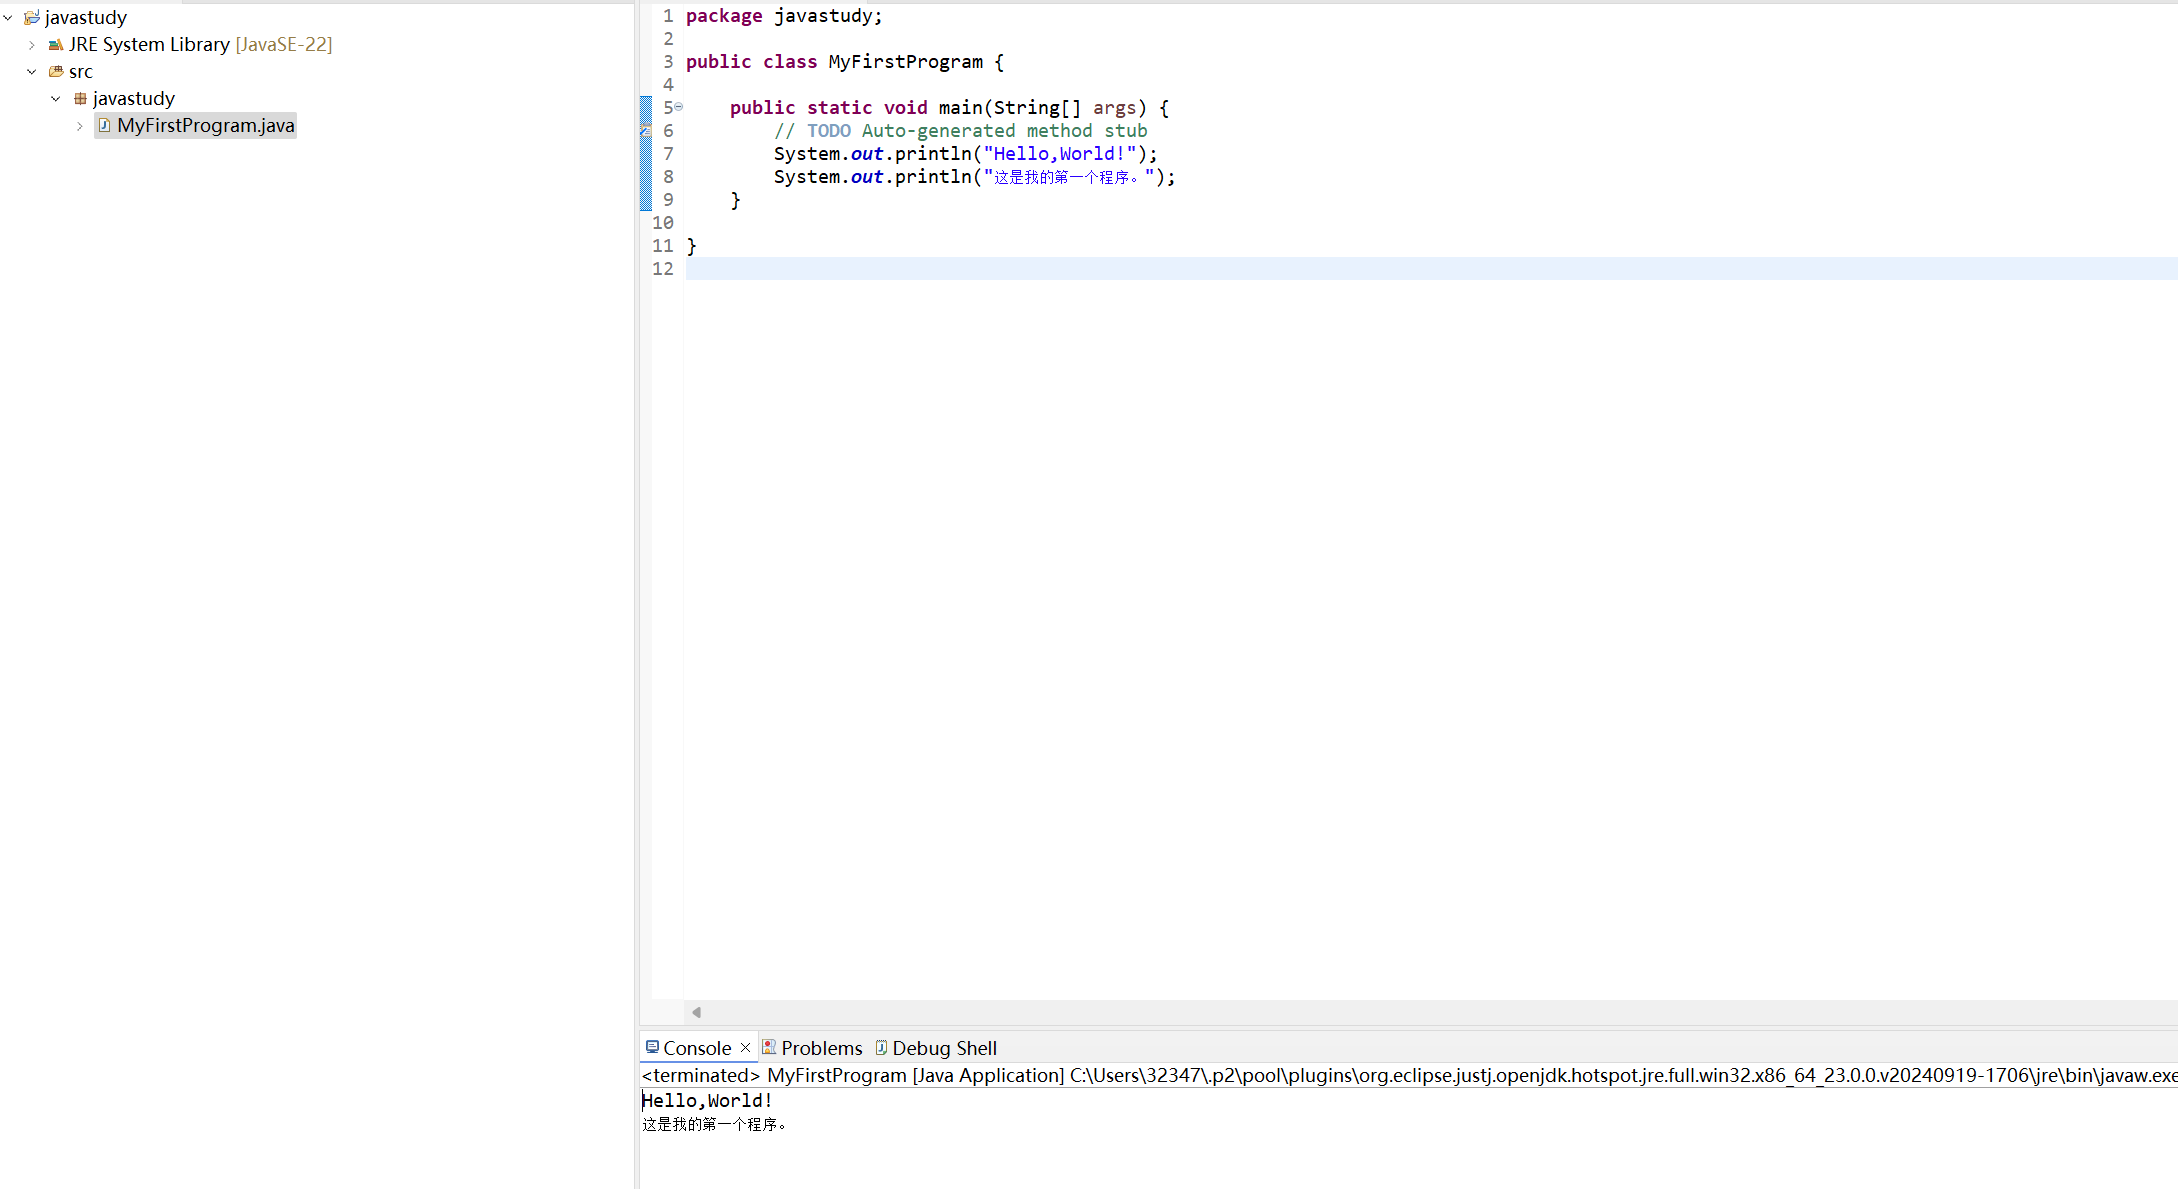 javastudy
JRE System Library [JavaSE-22]
src
javastudy
MyFirstProgram.java
1 package javastudy;
2
3 public class MyFirstProgram {
4
5     public static void main(String[] args) {
6         // TODO Auto-generated method stub
7         System.out.println("Hello,World!");
8         System.out.println("这是我的第一个程序。");
9     }
10
11 }
12
Console Problems Debug Shell
<terminated> MyFirstProgram [Java Application] C:\Users\32347\.p2\pool\plugins\org.eclipse.justj.openjdk.hotspot.jre.full.win32.x86_64_23.0.0.v20240919-1706\jre\bin\javaw.exe
Hello,World!
这是我的第一个程序。